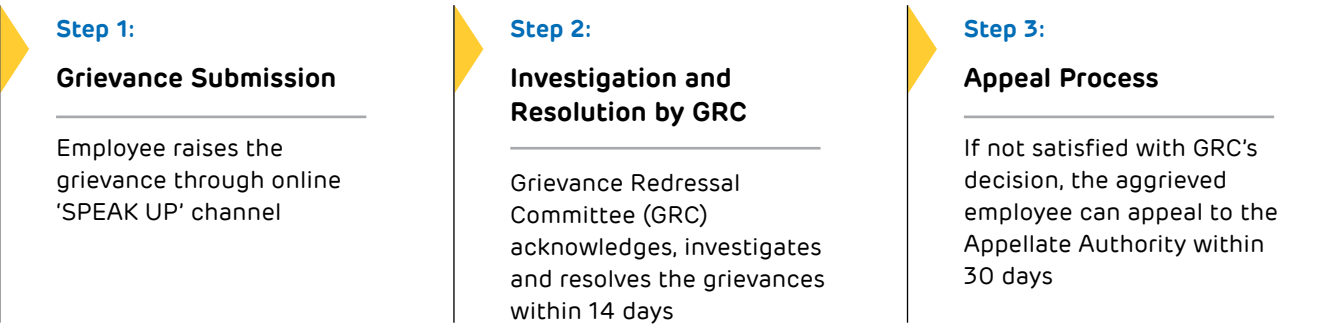 Step 1:
Grievance Submission
Employee raises the
grievance through online
‘SPEAK UP’ channel
Step 2:
Investigation and
Resolution by GRC
Grievance Redressal
Committee (GRC)
acknowledges, investigates
and resolves the grievances
within 14 days
Step 3:
Appeal Process
If not satisfied with GRC’s
decision, the aggrieved
employee can appeal to the
Appellate Authority within
30 days